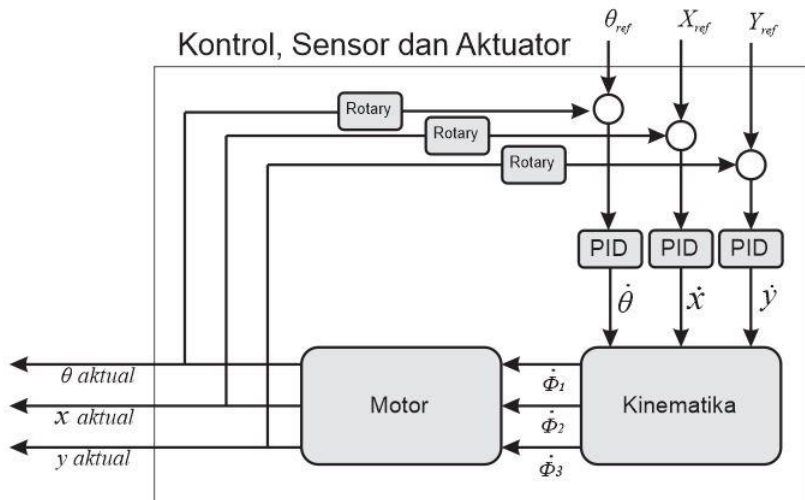 θref
Xref
Yref
Kontrol, Sensor dan Aktuator
Rotary
Rotary
Rotary
PID
PID
PID
θ̇
ẋ
ẏ
θ aktual
x aktual
y aktual
Motor
Φ̇1
Φ̇2
Φ̇3
Kinematika